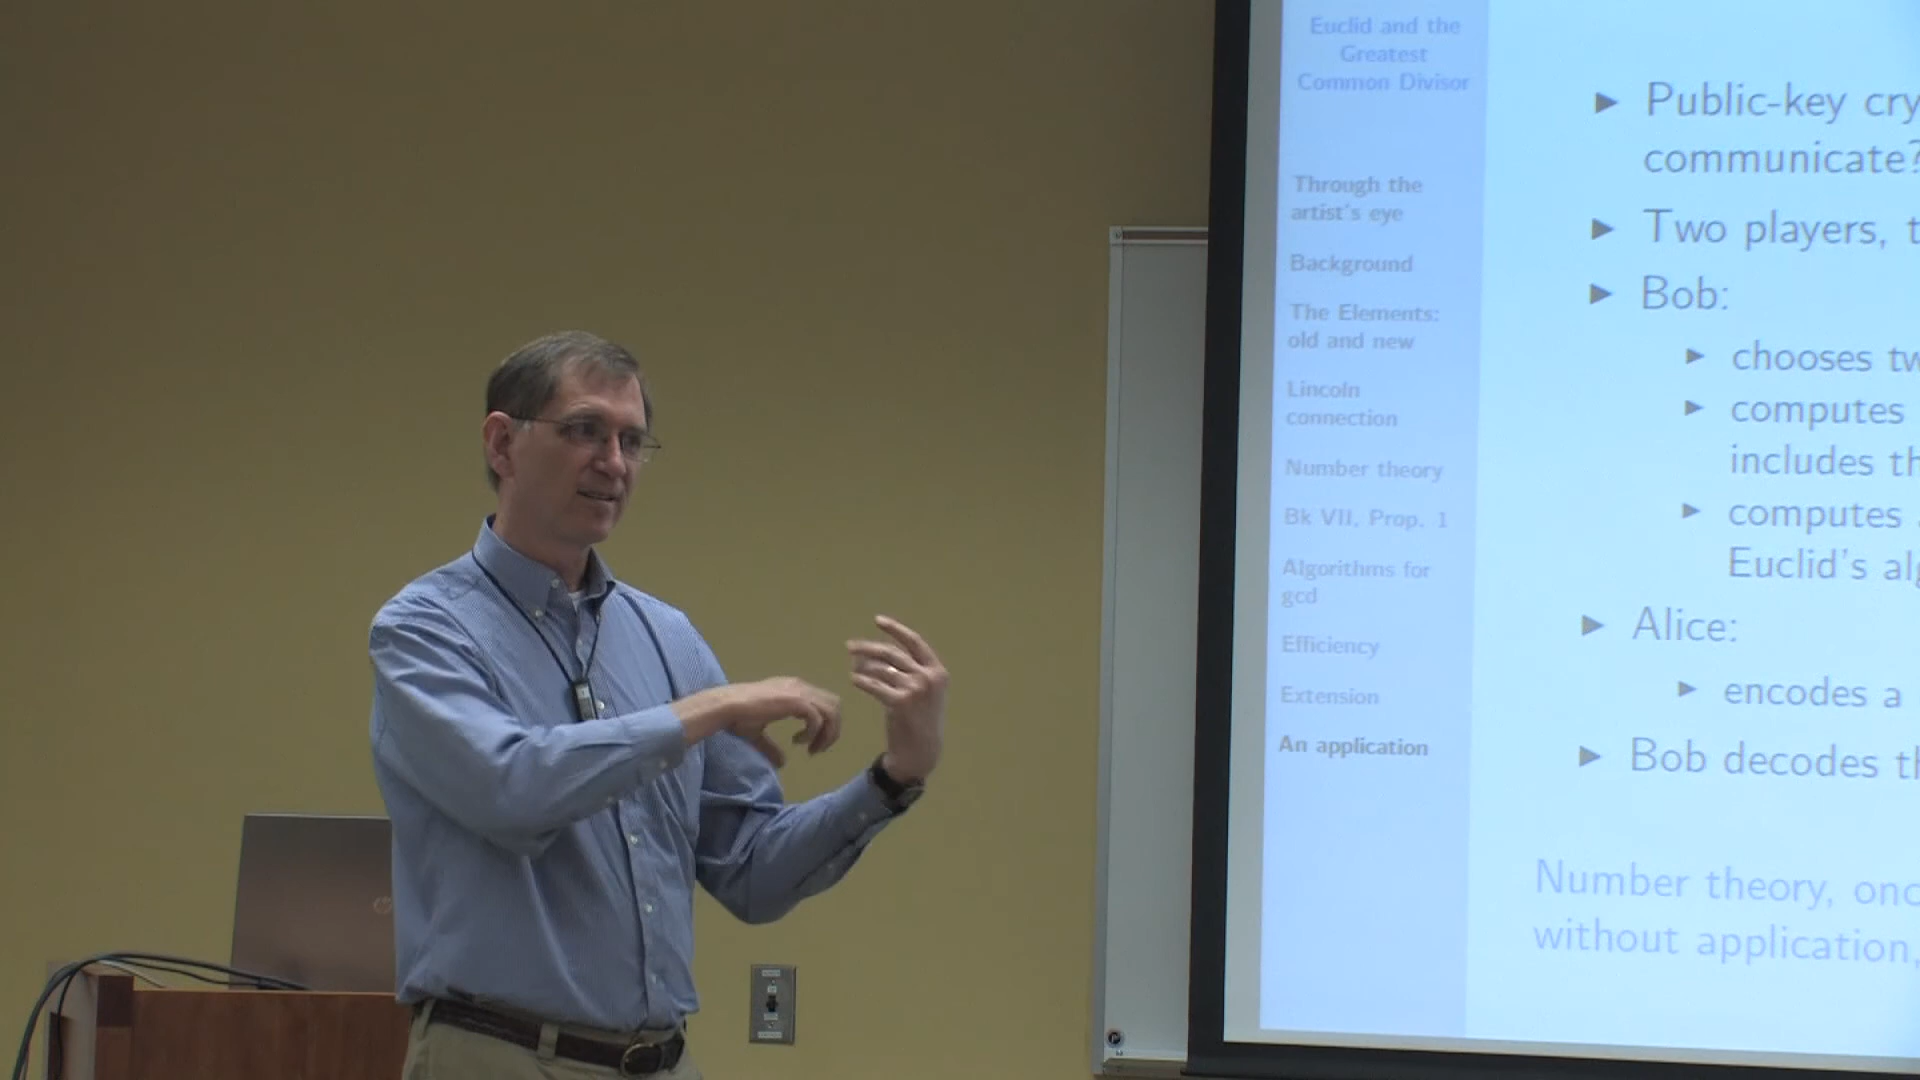 Euclid and the
Greatest
Common Divisor
Through the
artist's eye
Background
The Elements:
old and new
Lincoln
connection
Number theory
Bk VII, Prop. 1
Algorithms for
gcd
Efficiency
Extension
An application
Public-key cry
communicate?
Two players, t
Bob:
chooses tw
computes
includes th
computes
Euclid's alg
Alice:
encodes a
Bob decodes th
Number theory, onc
without application,
hp